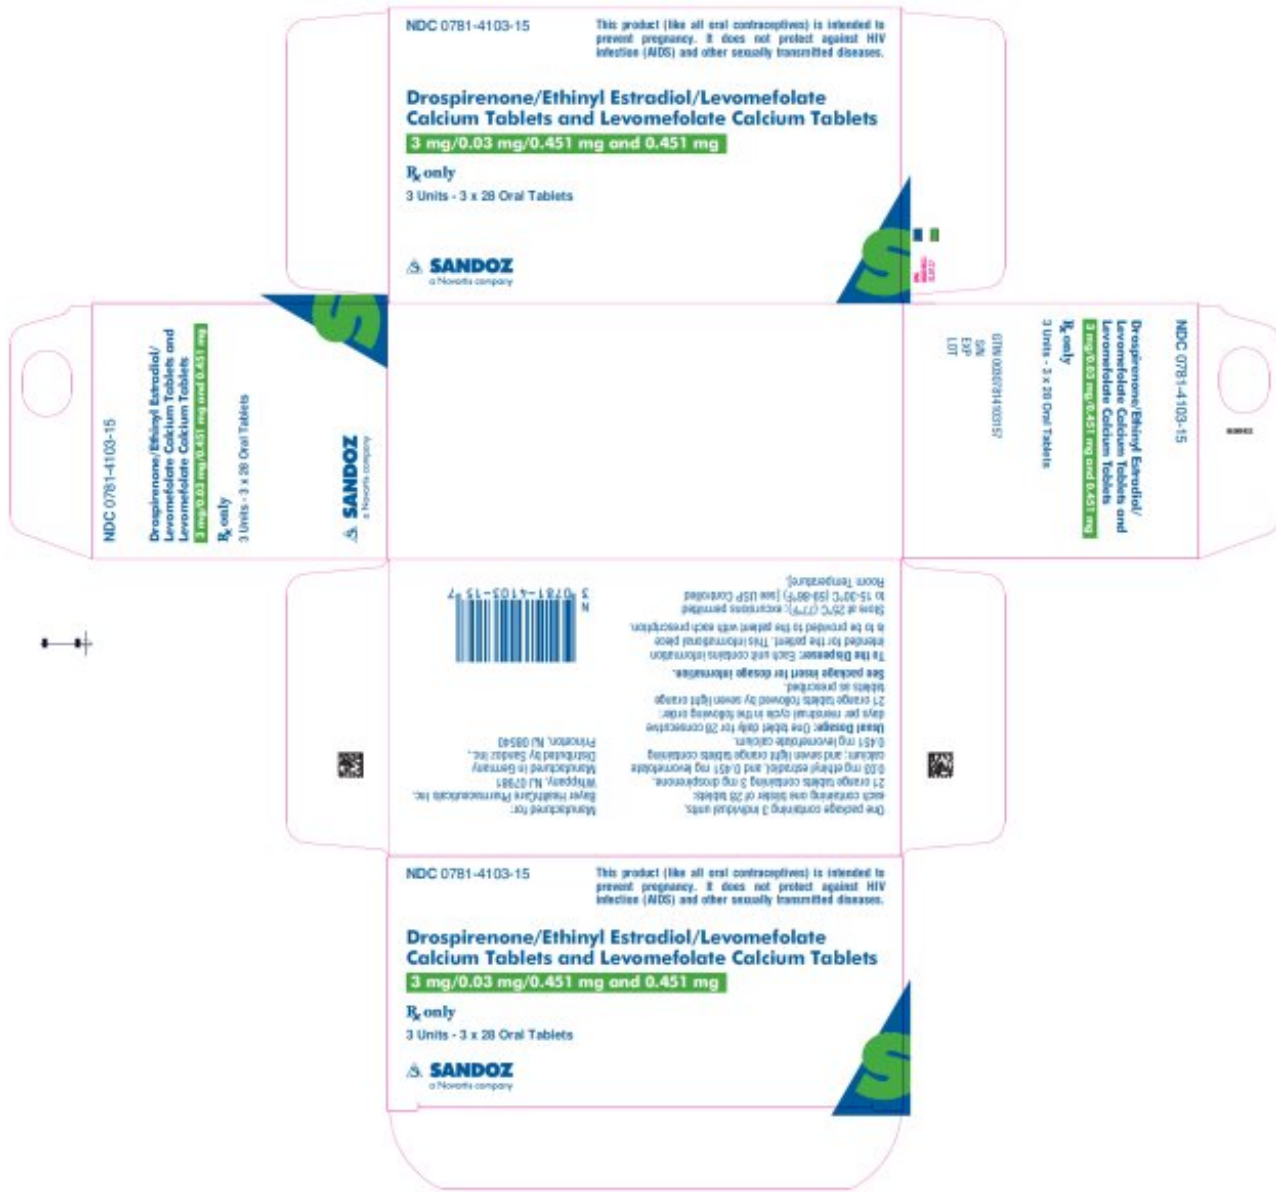 NDC 0781-4103-15
This product (like all oral contraceptives) is intended to
prevent pregnancy. It does not protect against HIV
infection (AIDS) and other sexually transmitted diseases.
Drospirenone/Ethinyl Estradiol/Levomefolate
Calcium Tablets and Levomefolate Calcium Tablets
3 mg/0.03 mg/0.451 mg and 0.451 mg
Rx only
3 Units - 3 x 28 Oral Tablets
S
SANDOZ
a Novartis company
NDC 0781-4103-15
Drospirenone/Ethinyl Estradiol/
Levomefolate Calcium Tablets and
Levomefolate Calcium Tablets
3 mg/0.03 mg/0.451 mg and 0.451 mg
Rx only
3 Units - 3 x 28 Oral Tablets
SANDOZ
a Novartis company
S
NDC 0781-4103-15
Drospirenone/Ethinyl Estradiol/
Levomefolate Calcium Tablets and
Levomefolate Calcium Tablets
3 mg/0.03 mg/0.451 mg and 0.451 mg
Rx only
3 Units - 3 x 28 Oral Tablets
GTIN 00307814103157
S/N
EXP
LOT
One package containing 3 individual units,
each containing one blister of 28 tablets:
21 orange tablets containing 3 mg drospirenone,
0.03 mg ethinyl estradiol, and 0.451 mg levomefolate
calcium; and seven light orange tablets containing
0.451 mg levomefolate calcium.
Usual Dosage: One tablet daily for 28 consecutive
days per menstrual cycle in the following order:
21 orange tablets followed by seven light orange
tablets as prescribed.
See package insert for dosage information.
To the Dispenser: Each unit contains information
intended for the patient. This informational piece
is to be provided to the patient with each prescription.
Store at 25°C (77°F); excursions permitted
to 15-30°C (59-86°F) [see USP Controlled
Room Temperature].
Manufactured for:
Bayer HealthCare Pharmaceuticals Inc.
Whippany, NJ 07981
Manufactured in Germany
Distributed by Sandoz Inc.,
Princeton, NJ 08540
N
3 0781-4103-15 7
NDC 0781-4103-15
This product (like all oral contraceptives) is intended to
prevent pregnancy. It does not protect against HIV
infection (AIDS) and other sexually transmitted diseases.
Drospirenone/Ethinyl Estradiol/Levomefolate
Calcium Tablets and Levomefolate Calcium Tablets
3 mg/0.03 mg/0.451 mg and 0.451 mg
Rx only
3 Units - 3 x 28 Oral Tablets
SANDOZ
a Novartis company
S